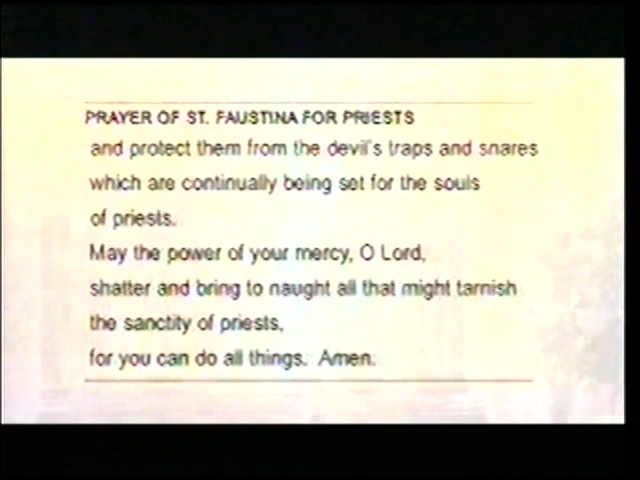 PRAYER OF ST. FAUSTINA FOR PRIESTS
and protect them from the devil's traps and snares
which are continually being set for the souls
of priests.
May the power of your mercy, O Lord,
shatter and bring to naught all that might tarnish
the sanctity of priests,
for you can do all things. Amen.